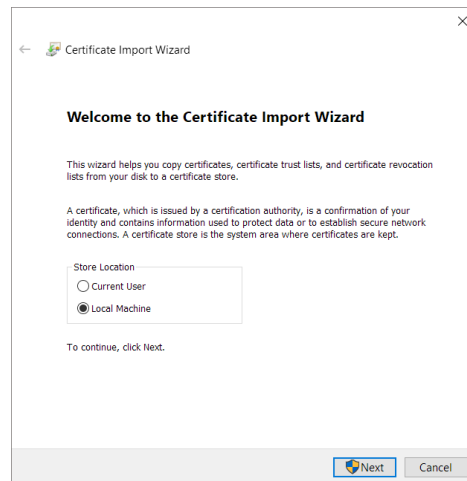 Certificate Import Wizard
Welcome to the Certificate Import Wizard
This wizard helps you copy certificates, certificate trust lists, and certificate revocation
lists from your disk to a certificate store.
A certificate, which is issued by a certification authority, is a confirmation of your
identity and contains information used to protect data or to establish secure network
connections. A certificate store is the system area where certificates are kept.
Store Location
Current User
Local Machine
To continue, click Next.
Next
Cancel